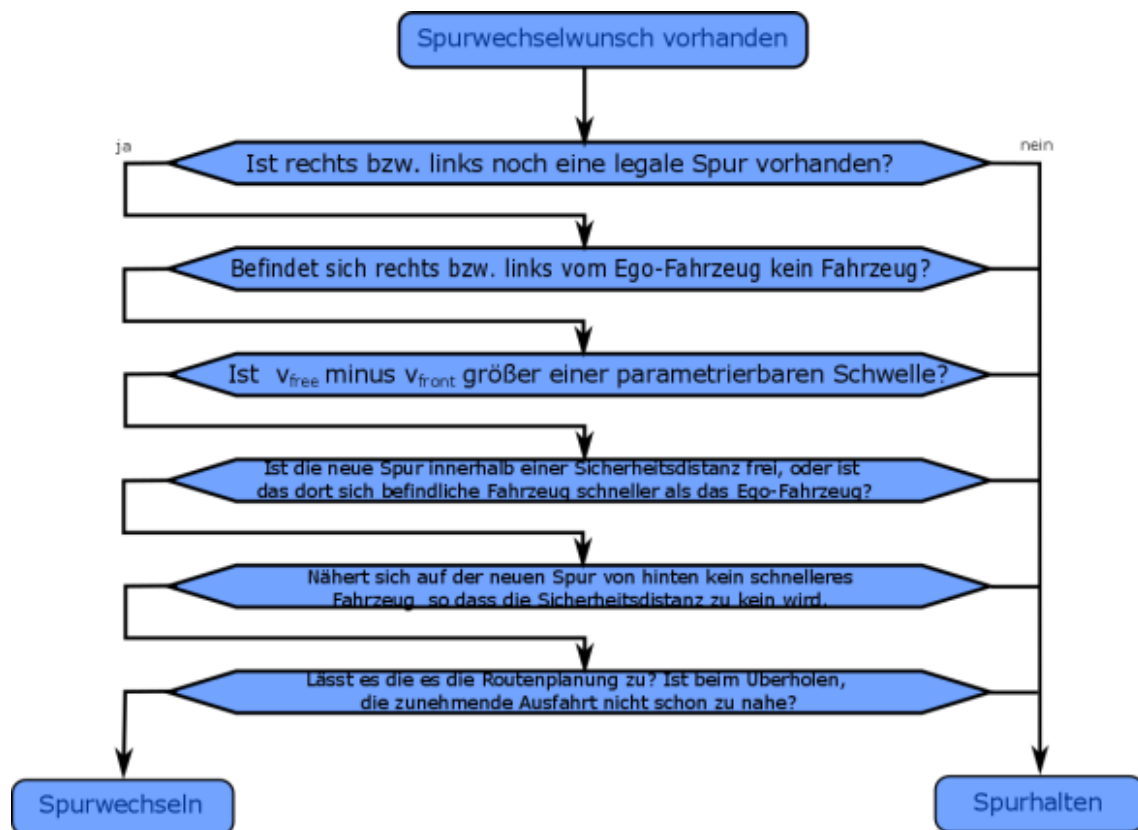 Spurwechselwunsch vorhanden
ja
nein
Ist rechts bzw. links noch eine legale Spur vorhanden?
Befindet sich rechts bzw. links vom Ego-Fahrzeug kein Fahrzeug?
Ist vfree minus vfront größer einer parametrierbaren Schwelle?
Ist die neue Spur innerhalb einer Sicherheitsdistanz frei, oder ist
das dort sich befindliche Fahrzeug schneller als das Ego-Fahrzeug?
Nähert sich auf der neuen Spur von hinten kein schnelleres
Fahrzeug so dass die Sicherheitsdistanz zu kein wird.
Lässt es die es die Routenplanung zu? Ist beim Überholen,
die zunehmende Ausfahrt nicht schon zu nahe?
Spurwechseln
Spurhalten